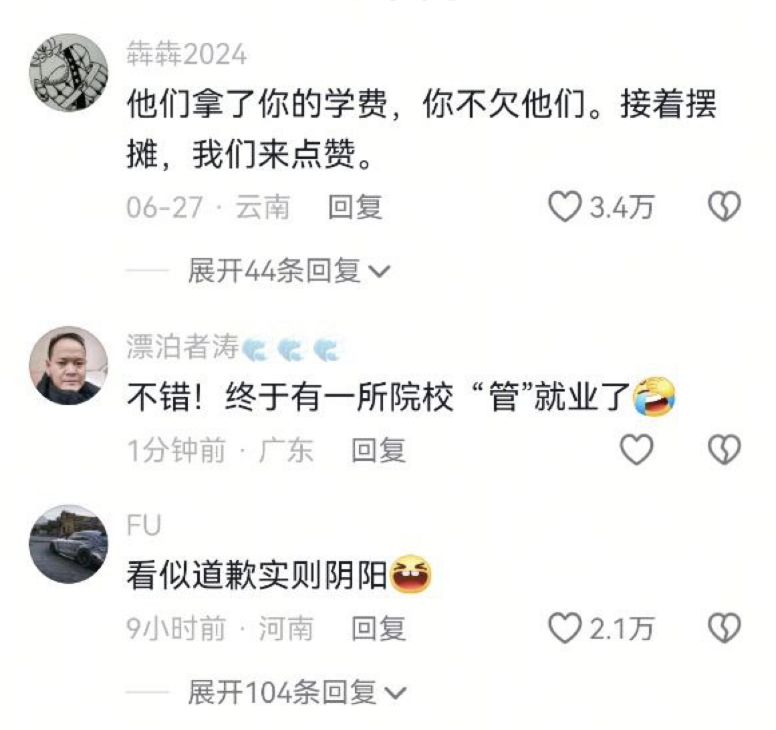 犇犇2024
他们拿了你的学费，你不欠他们。接着摆
摊，我们来点赞。
06-27 · 云南 回复 3.4万
展开44条回复
漂泊者涛
不错！终于有一所院校“管”就业了
1分钟前 · 广东 回复
FU
看似道歉实则阴阳
9小时前 · 河南 回复 2.1万
展开104条回复